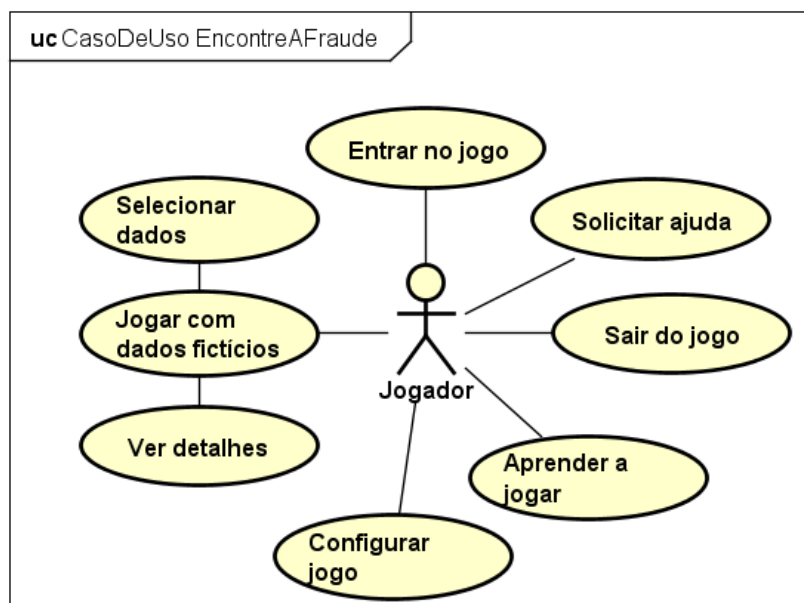 uc CasoDeUso EncontreAFraude
Entrar no jogo
Selecionar
dados
Solicitar ajuda
Jogar com
dados fictícios
Sair do jogo
Jogador
Ver detalhes
Aprender a
jogar
Configurar
jogo